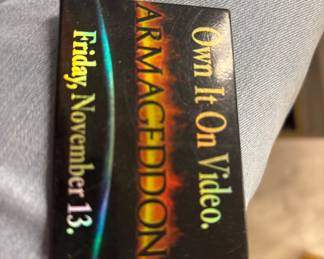 Own It On Video.
ARMAGEDDON
Friday, November 13.